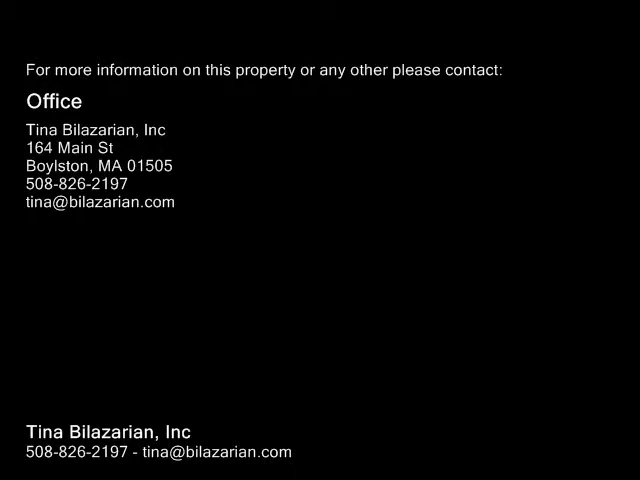 For more information on this property or any other please contact:
Office
Tina Bilazarian, Inc
164 Main St
Boylston, MA 01505
508-826-2197
tina@bilazarian.com
Tina Bilazarian, Inc
508-826-2197 - tina@bilazarian.com